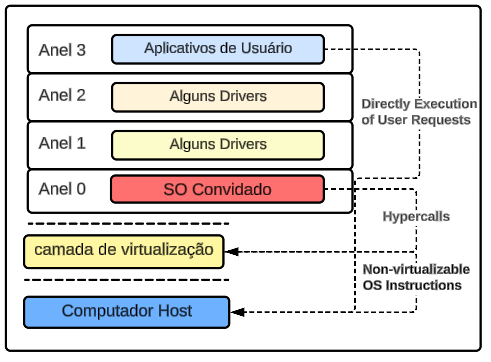 Anel 3
Aplicativos de Usuário
Anel 2
Alguns Drivers
Directly Execution
of User Requests
Anel 1
Alguns Drivers
Anel 0
SO Convidado
Hypercalls
camada de virtualização
Non-virtualizable
OS Instructions
Computador Host